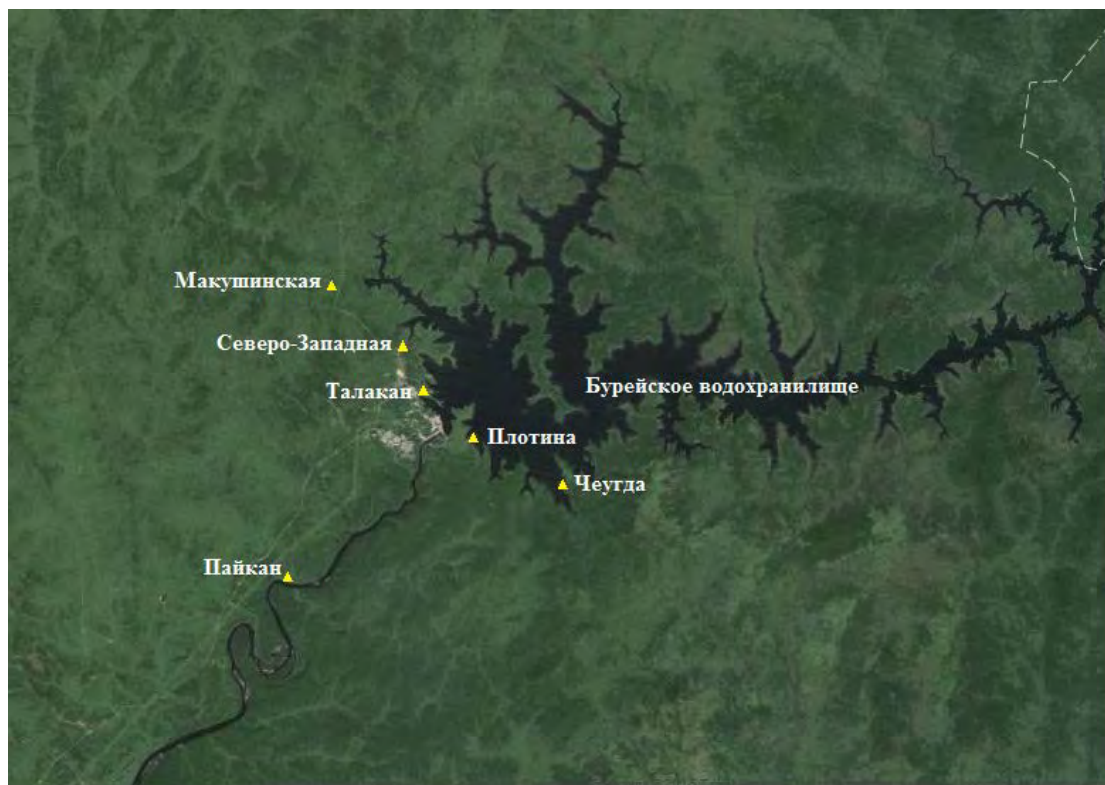 Макушинская
Северо-Западная
Талакан
Бурейское водохранилище
Плотина
Чеугда
Пайкан